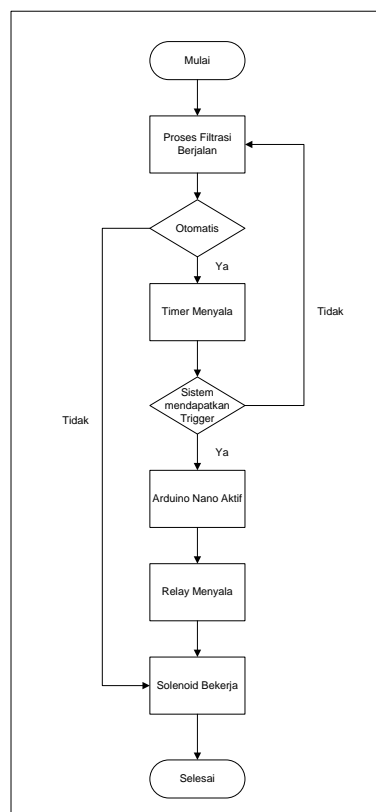 Mulai
Proses Filtrasi
Berjalan
Otomatis
Ya
Timer Menyala
Tidak
Sistem
mendapatkan
Trigger
Tidak
Ya
Arduino Nano Aktif
Relay Menyala
Solenoid Bekerja
Selesai